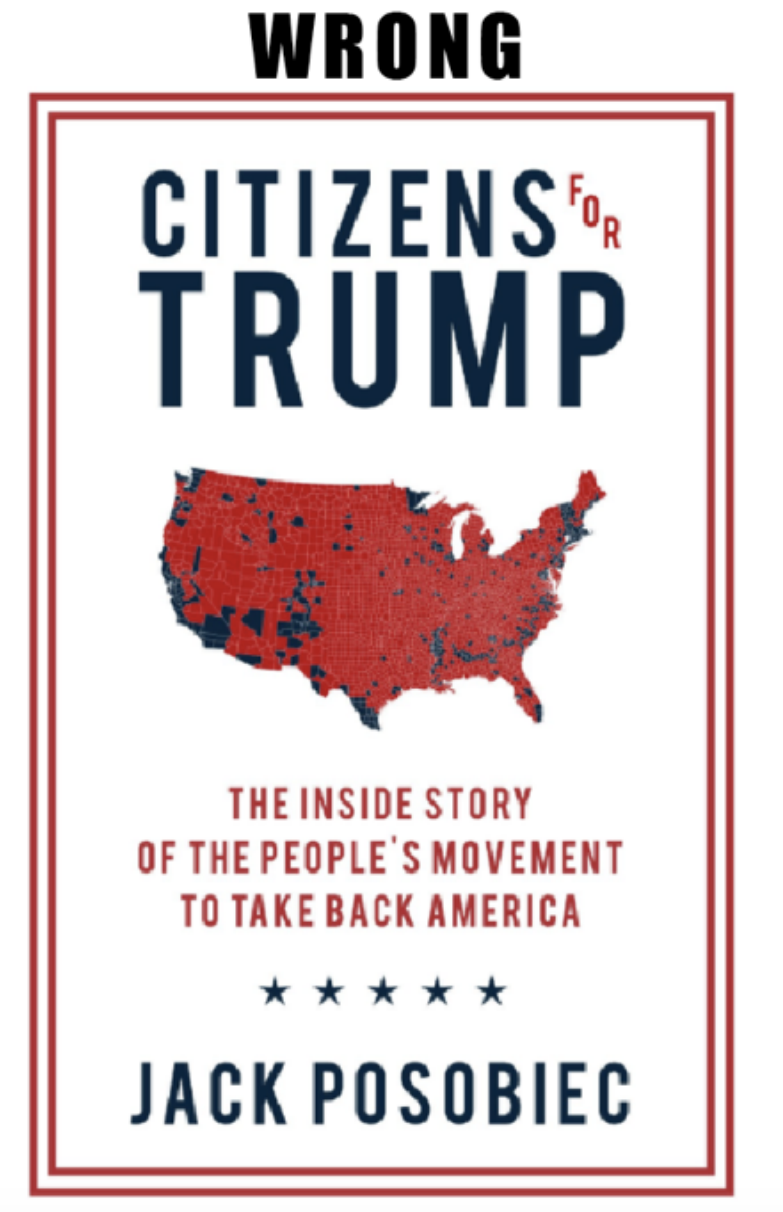 WRONG
CITIZENS FOR
TRUMP
THE INSIDE STORY
OF THE PEOPLE'S MOVEMENT
TO TAKE BACK AMERICA
JACK POSOBIEC